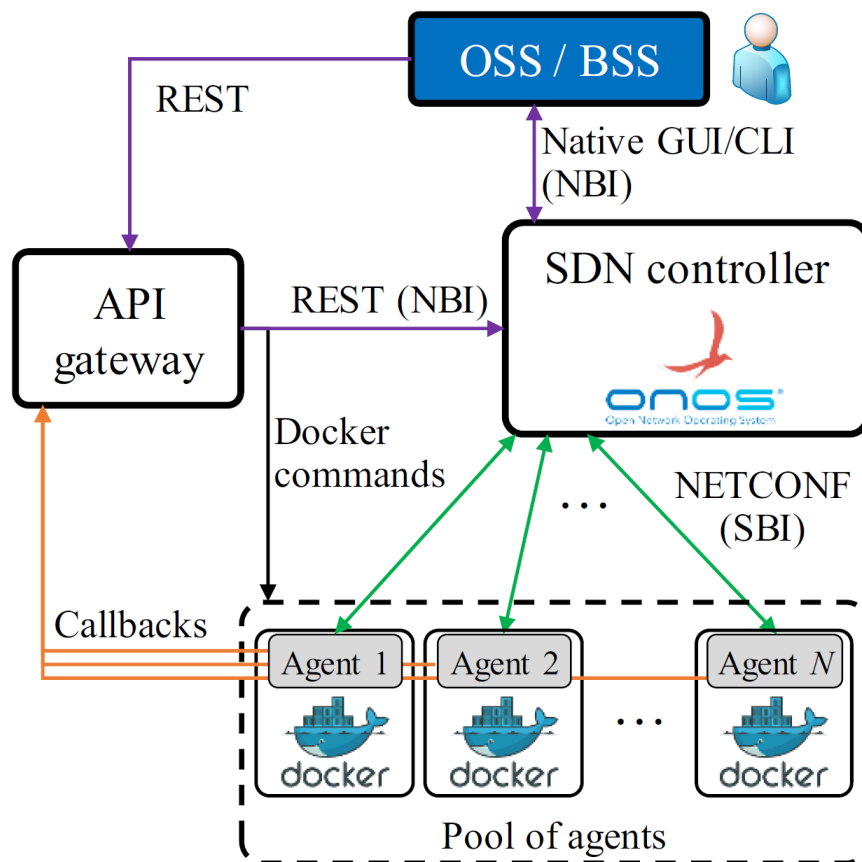 OSS / BSS
REST
Native GUI/CLI
(NBI)
API
gateway
REST (NBI)
SDN controller
onos
Open Network Operating System
Docker
commands
...
NETCONF
(SBI)
Callbacks
Agent 1
Agent 2
Agent N
...
docker
docker
docker
Pool of agents